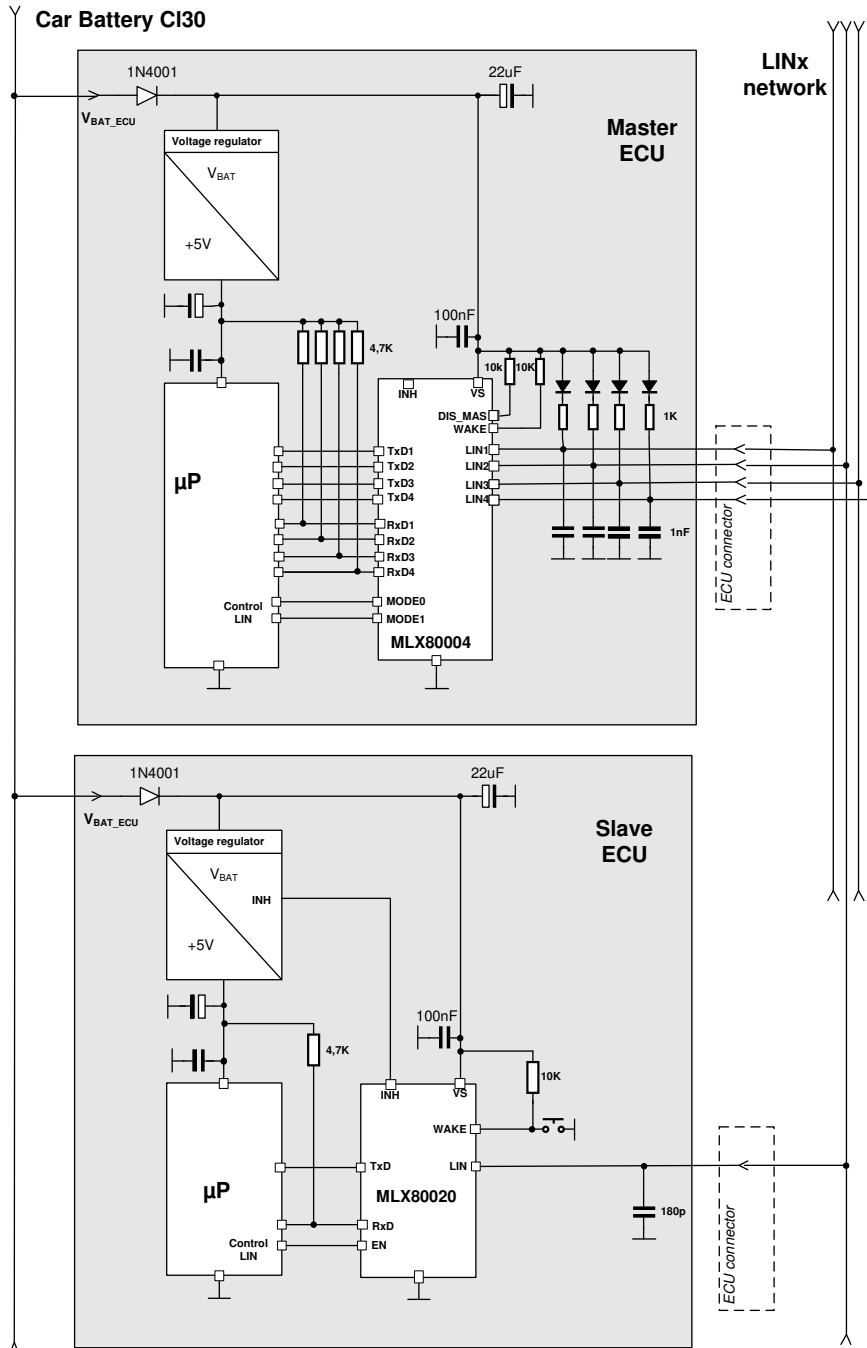 Car Battery Cl30
1N4001
22uF
LINx
network
V_BAT_ECU
Master
ECU
Voltage regulator
V_BAT
+5V
100nF
4,7K
10k
10K
INH
VS
DIS_MAS
WAKE
1K
LIN1
LIN2
LIN3
LIN4
TxD1
TxD2
TxD3
TxD4
µP
RxD1
RxD2
RxD3
RxD4
1nF
ECU connector
Control
LIN
MODE0
MODE1
MLX80004
1N4001
22uF
V_BAT_ECU
Slave
ECU
Voltage regulator
V_BAT
INH
+5V
100nF
4,7K
10K
INH
VS
WAKE
TxD
LIN
µP
MLX80020
180p
RxD
Control
LIN
EN
ECU connector